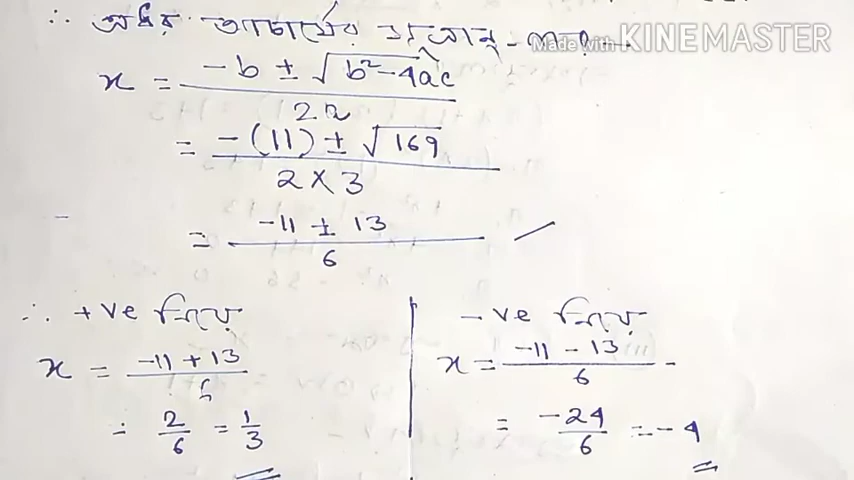 ∴ শ্রীধর আচার্যের
Made with KINEMASTER
x = (-b ± √(b² - 4ac)) / 2a
= (-(11) ± √169) / (2 × 3)
= (-11 ± 13) / 6
∴ +ve নিয়ে
x = (-11 + 13) / 6
= 2/6 = 1/3
-ve নিয়ে
x = (-11 - 13) / 6
= -24/6 = -4